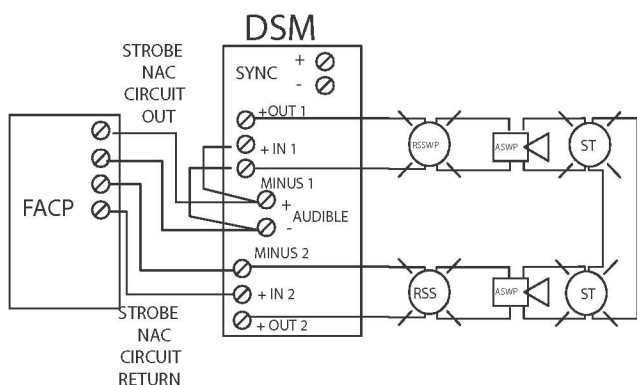 DSM
STROBE
NAC
CIRCUIT
OUT
SYNC
+
-
+ OUT 1
+ IN 1
MINUS 1
+
AUDIBLE
-
FACP
MINUS 2
+ IN 2
+ OUT 2
STROBE
NAC
CIRCUIT
RETURN
RSSWP
ASWP
ST
RSS
ASWP
ST